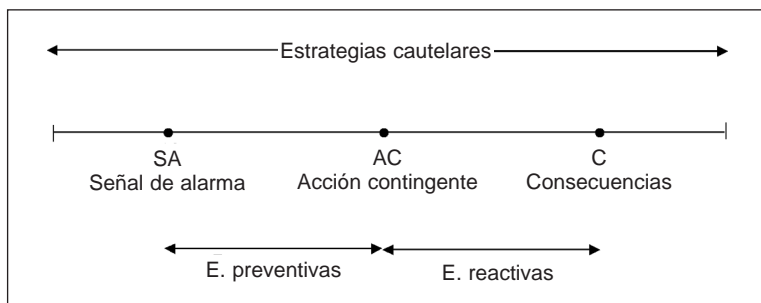 Estrategias cautelares
SA AC C
Señal de alarma Acción contingente Consecuencias
E. preventivas E. reactivas